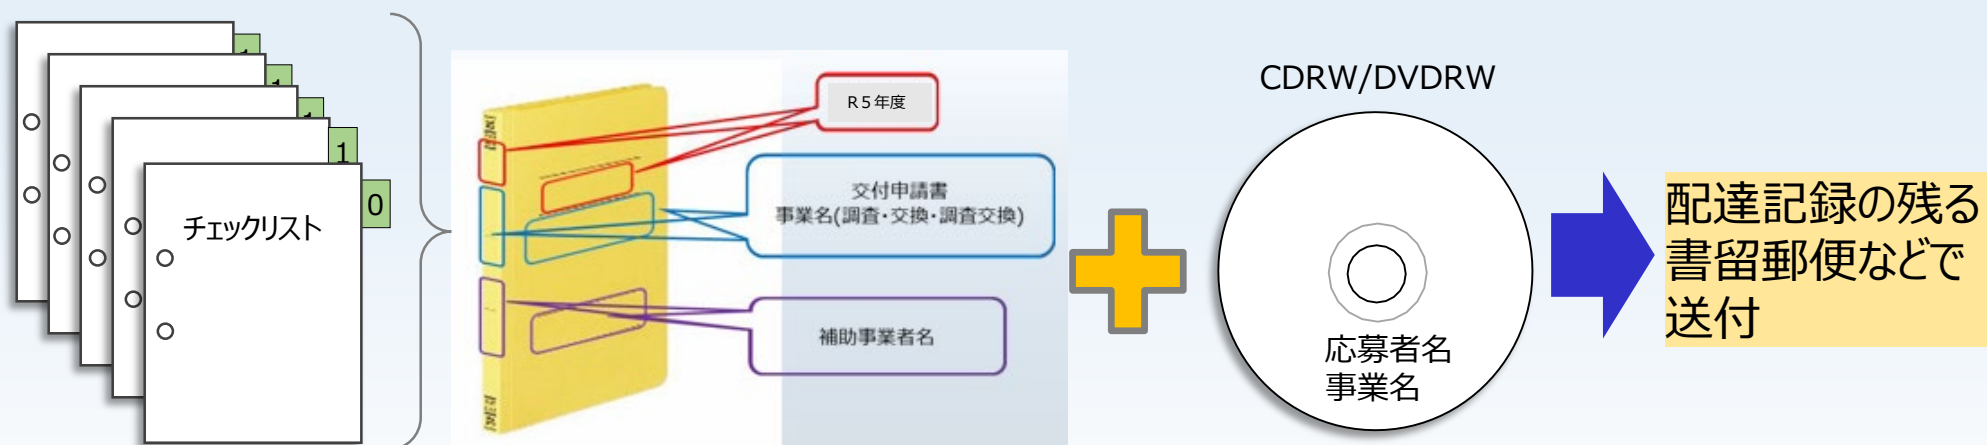 1
1
1
1
0
チェックリスト
R５年度
交付申請書
事業名(調査・交換・調査交換)
補助事業者名
CDRW/DVDRW
応募者名
事業名
配達記録の残る
書留郵便などで
送付